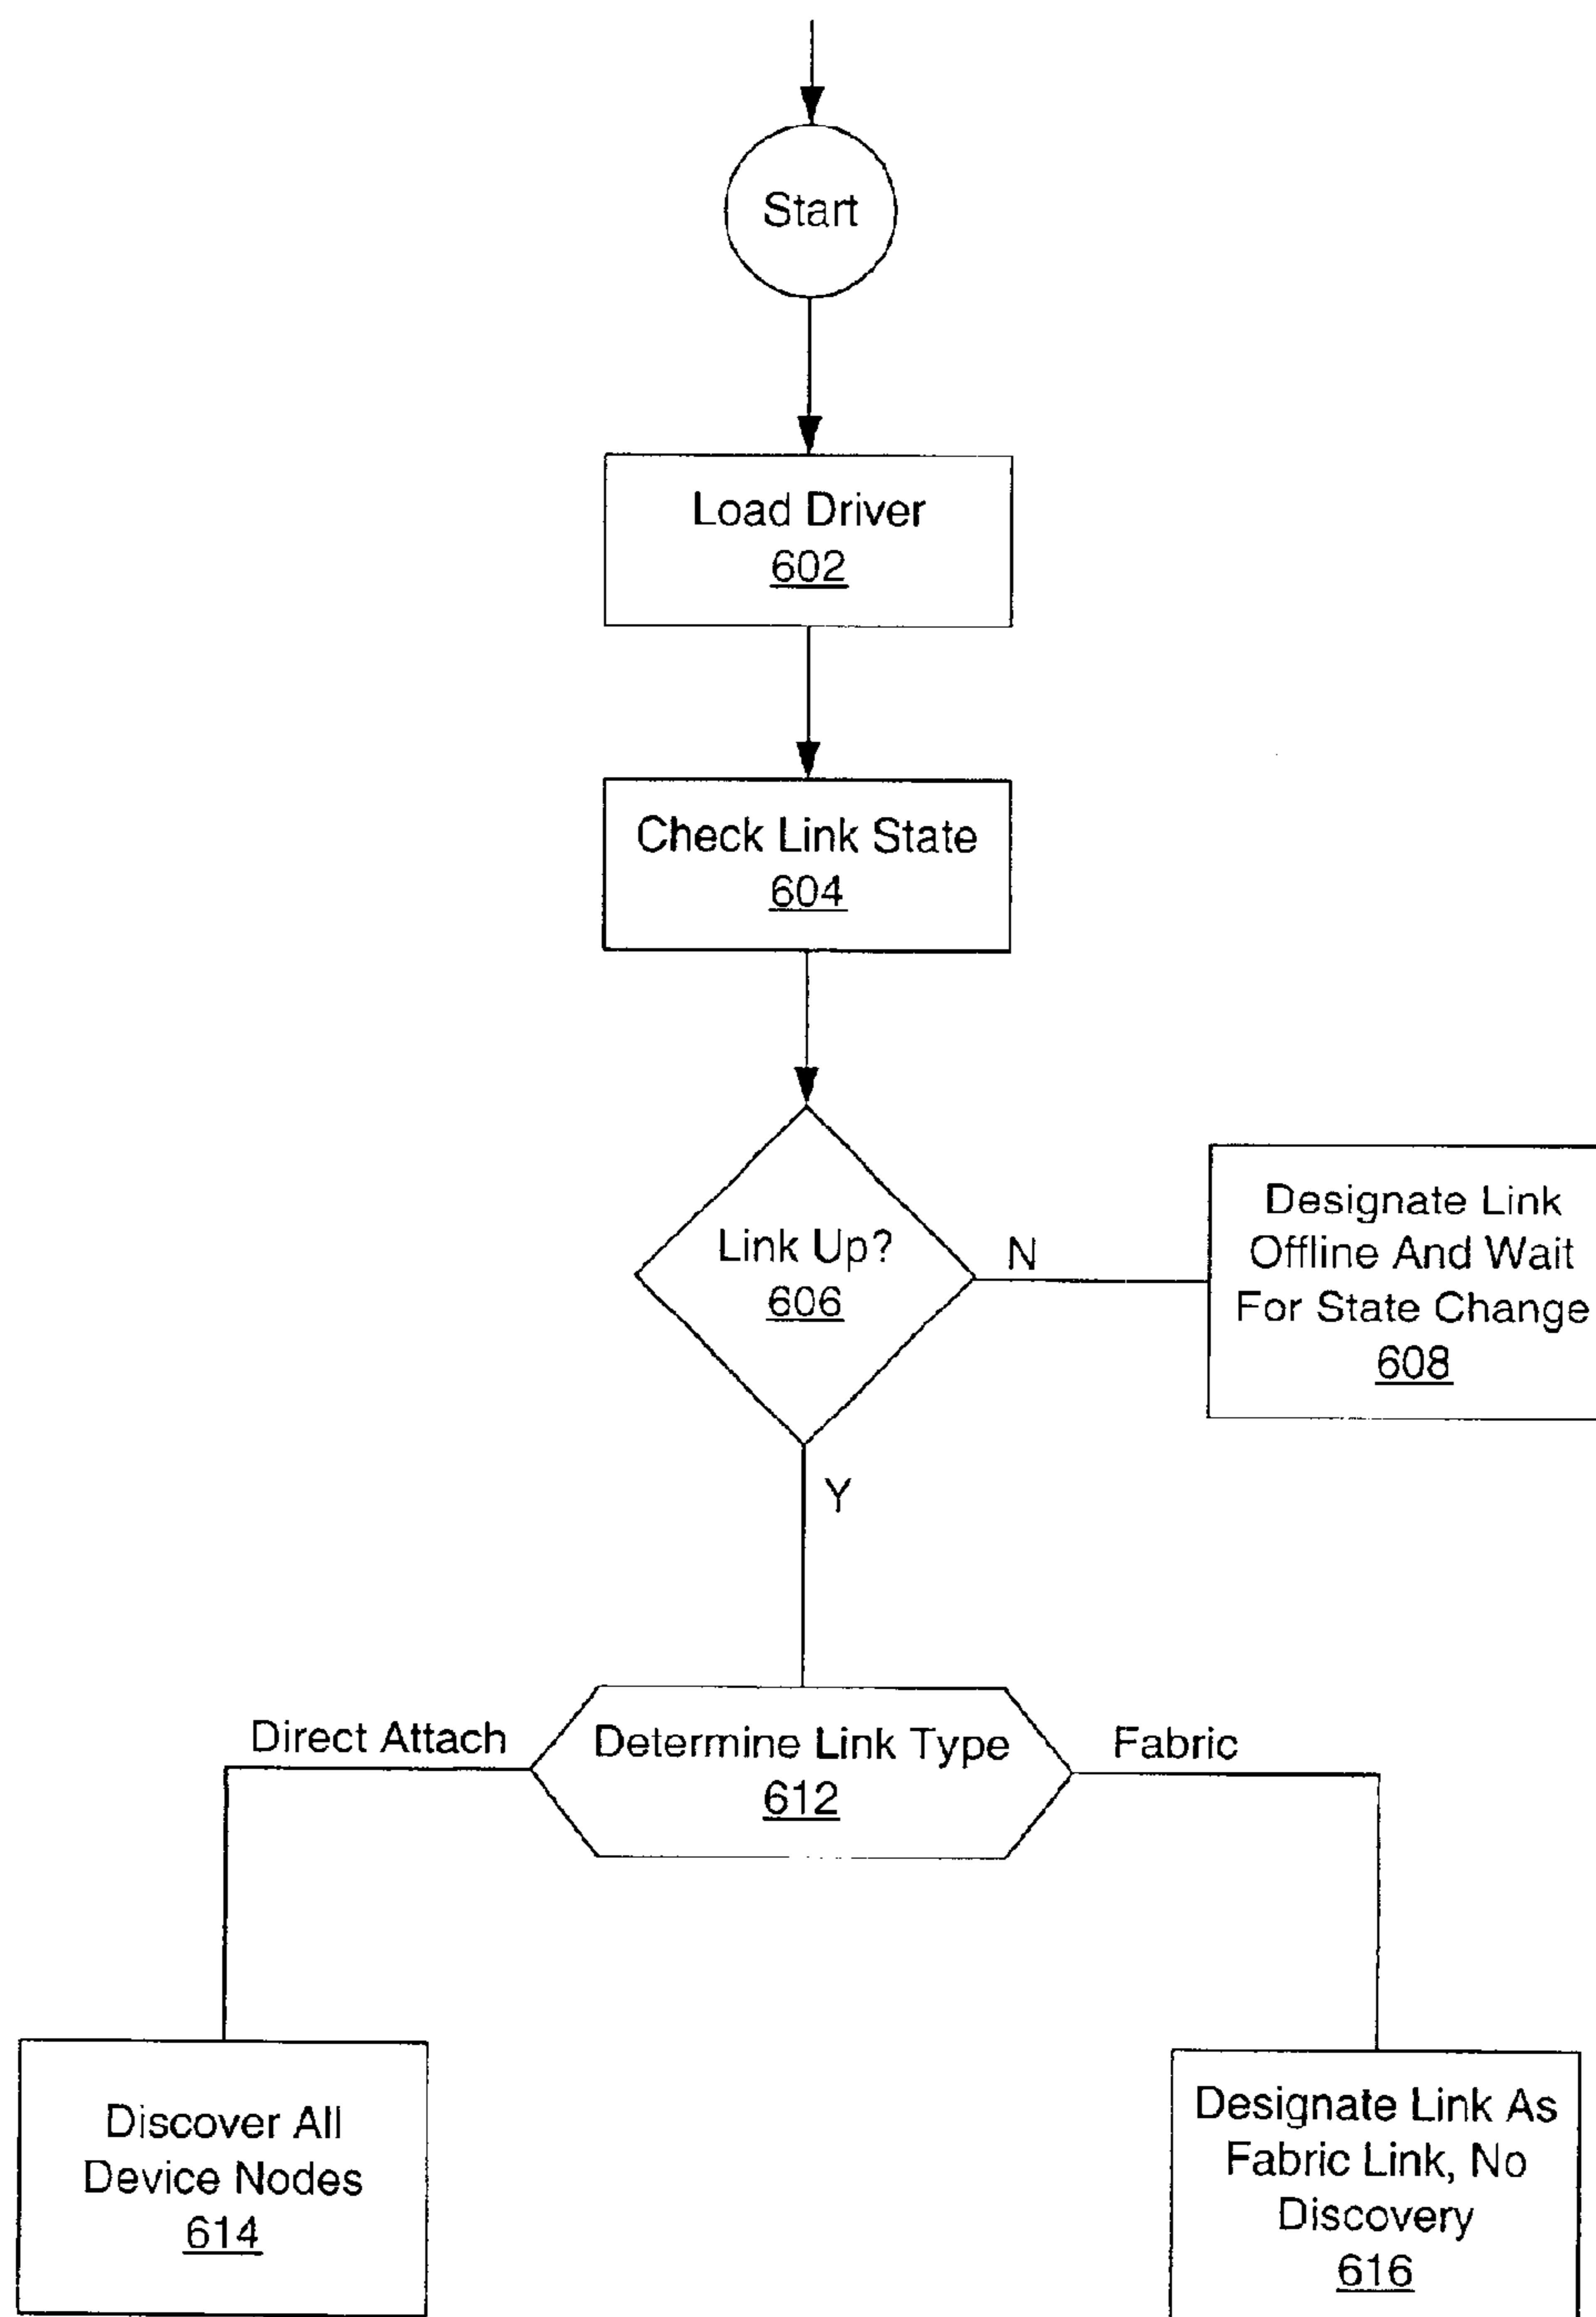 Start
Load Driver
602
Check Link State
604
Link Up?
606
N
Designate Link
Offline And Wait
For State Change
608
Y
Direct Attach
Determine Link Type
612
Fabric
Discover All
Device Nodes
614
Designate Link As
Fabric Link, No
Discovery
616